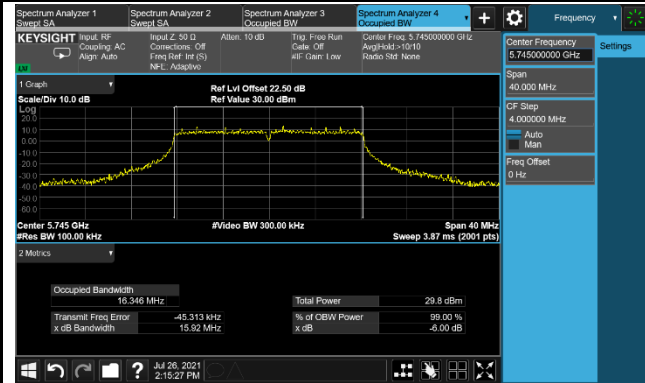 Spectrum Analyzer 1
Swept SA
Spectrum Analyzer 2
Swept SA
Spectrum Analyzer 3
Occupied BW
Spectrum Analyzer 4
Occupied BW
Frequency
KEYSIGHT
Input: RF
Coupling: AC
Align: Auto
Input Z: 50 Ω
Corrections: Off
Freq Ref: Int (S)
NFE: Adaptive
Atten: 10 dB
Trig: Free Run
Gate: Off
#IF Gain: Low
Center Freq: 5.745000000 GHz
Avg|Hold:>10/10
Radio Std: None
Center Frequency
5.745000000 GHz
Settings
Span
40.000 MHz
CF Step
4.000000 MHz
Auto
Man
Freq Offset
0 Hz
1 Graph
Scale/Div 10.0 dB
Ref Lvl Offset 22.50 dB
Ref Value 30.00 dBm
Log
20.0
10.0
0.00
-10.0
-20.0
-30.0
-40.0
-50.0
-60.0
Center 5.745 GHz
#Res BW 100.00 kHz
#Video BW 300.00 kHz
Span 40 MHz
Sweep 3.87 ms (2001 pts)
2 Metrics
Occupied Bandwidth
16.346 MHz
Total Power 29.8 dBm
Transmit Freq Error -45.313 kHz
% of OBW Power 99.00 %
x dB Bandwidth 15.92 MHz
x dB -6.00 dB
Jul 26, 2021
2:15:27 PM